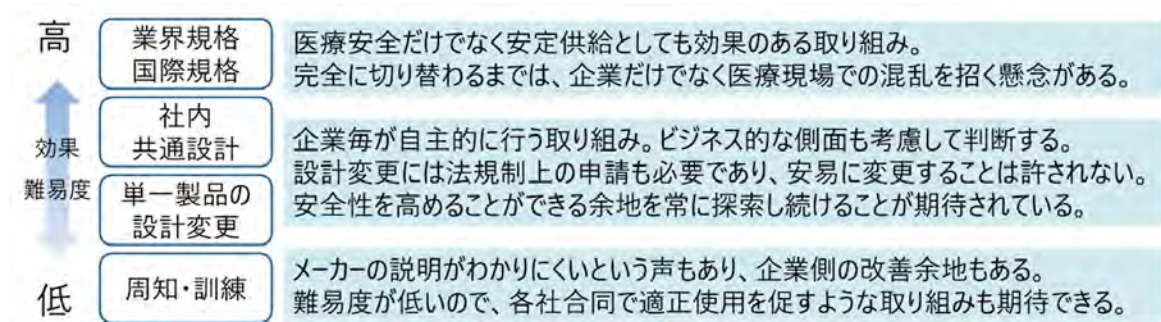 高
業界規格
国際規格
医療安全だけでなく安定供給としても効果のある取り組み。
完全に切り替わるまでは、企業だけでなく医療現場での混乱を招く懸念がある。
効果
難易度
社内
共通設計
単一製品の
設計変更
企業毎が自主的に行う取り組み。ビジネス的な側面も考慮して判断する。
設計変更には法規制上の申請も必要であり、安易に変更することは許されない。
安全性を高めることができる余地を常に探索し続けることが期待されている。
低
周知・訓練
メーカーの説明がわかりにくいという声もあり、企業側の改善余地もある。
難易度が低いので、各社合同で適正使用を促すような取り組みも期待できる。